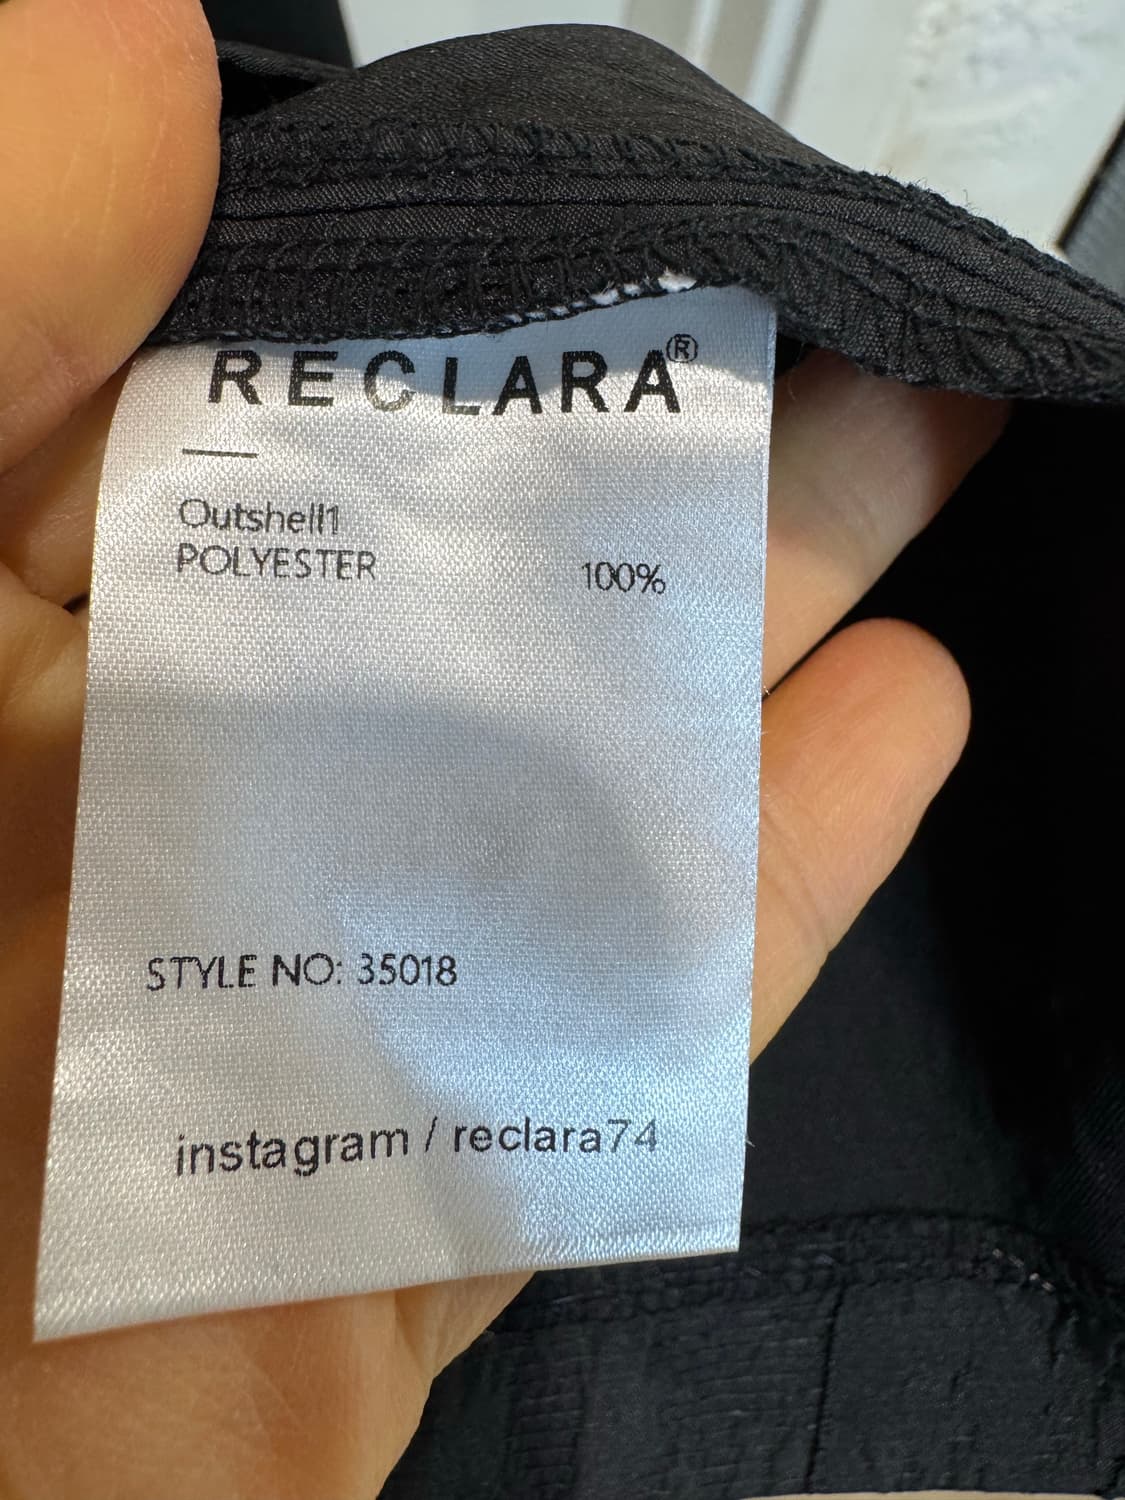 RECLARA®
Outshell1
POLYESTER 100%
STYLE NO: 35018
instagram / reclara74